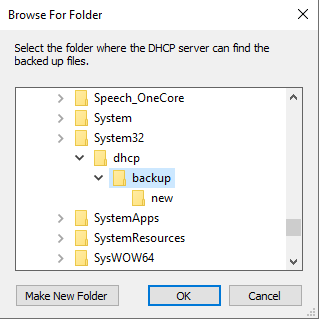 Browse For Folder
Select the folder where the DHCP server can find the
backed up files.
Speech_OneCore
System
System32
dhcp
backup
new
SystemApps
SystemResources
SysWOW64
Make New Folder
OK
Cancel